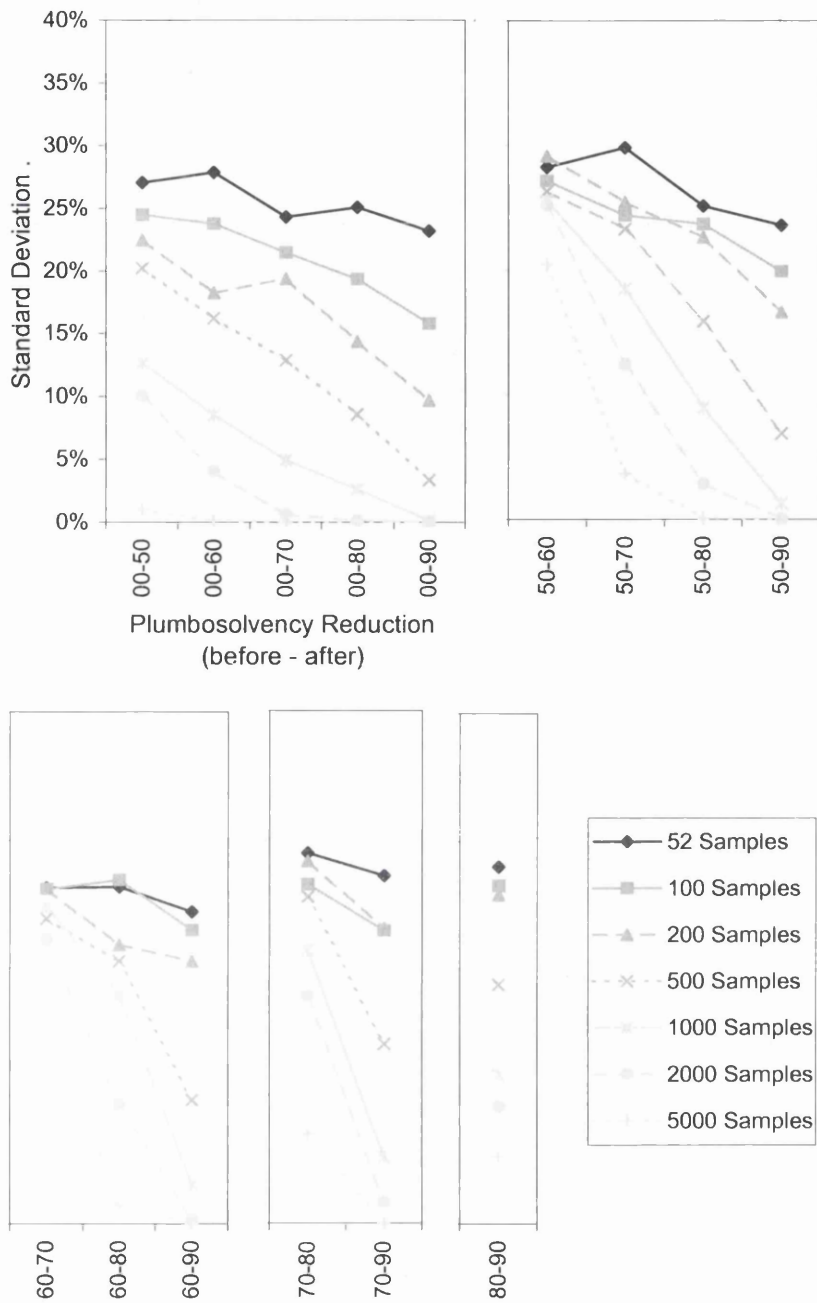 40%
35%
30%
25%
20%
15%
10%
5%
0%
Standard Deviation .
00-50
00-60
00-70
00-80
00-90
Plumbosolvency Reduction
(before - after)
50-60
50-70
50-80
50-90
60-70
60-80
60-90
70-80
70-90
80-90
52 Samples
100 Samples
200 Samples
500 Samples
1000 Samples
2000 Samples
5000 Samples